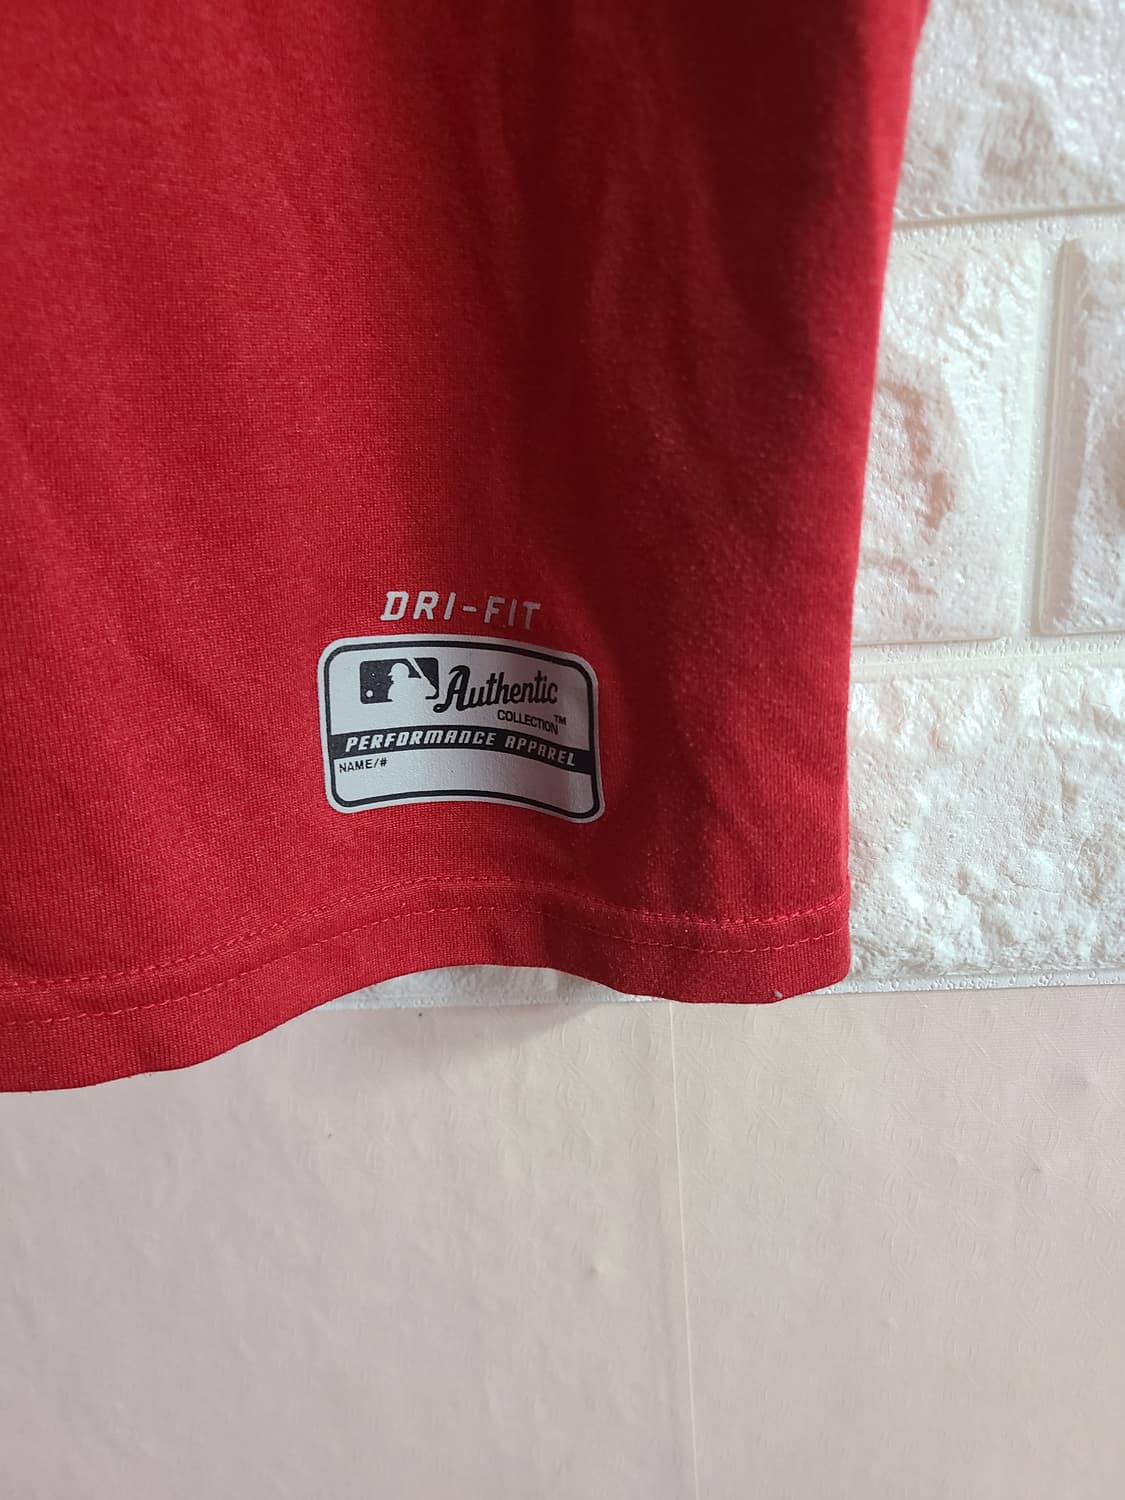 DRI-FIT
Authentic
COLLECTION™
PERFORMANCE APPAREL
NAME/#